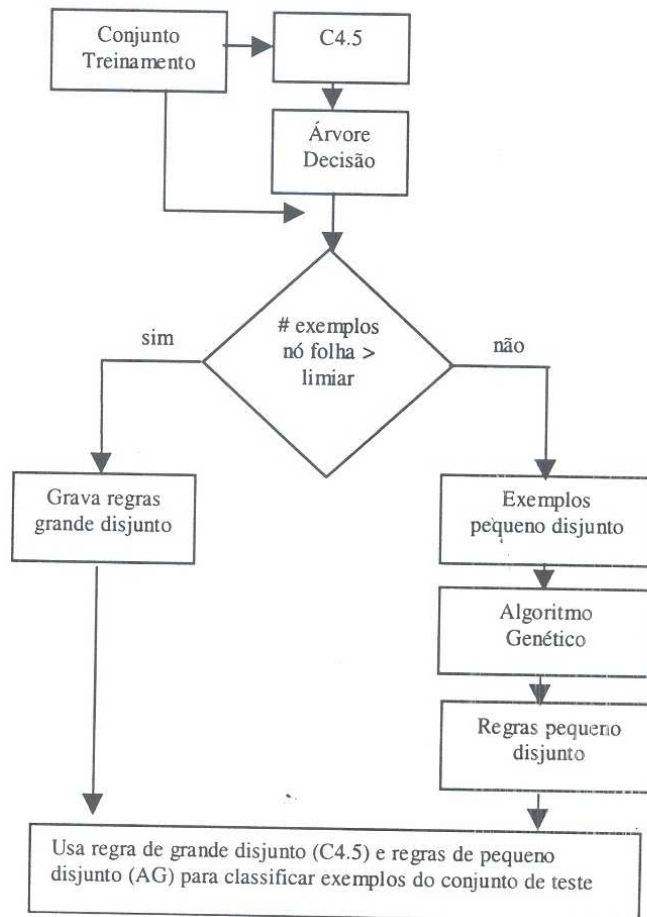 Conjunto
Treinamento
C4.5
Árvore
Decisão
# exemplos
nó folha >
limiar
sim
não
Grava regras
grande disjunto
Exemplos
pequeno disjunto
Algoritmo
Genético
Regras pequeno
disjunto
Usa regra de grande disjunto (C4.5) e regras de pequeno
disjunto (AG) para classificar exemplos do conjunto de teste